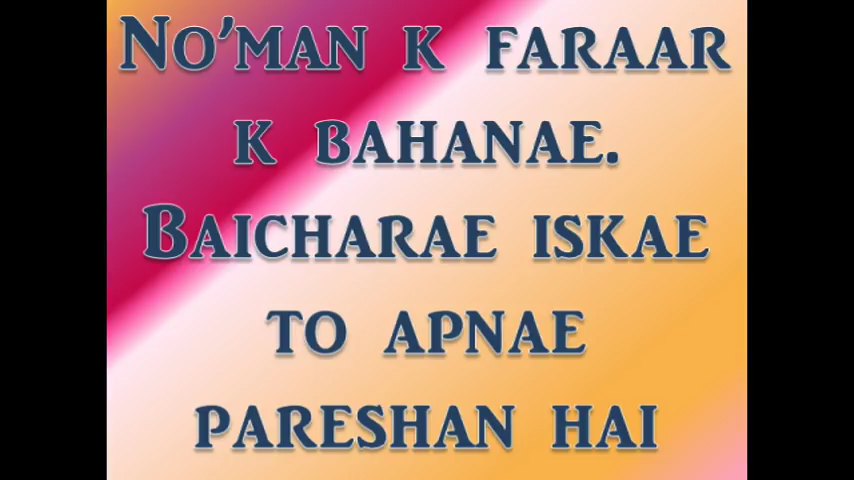 No'man k faraar
k bahanae.
Baicharae iskae
to apnae
pareshan hai